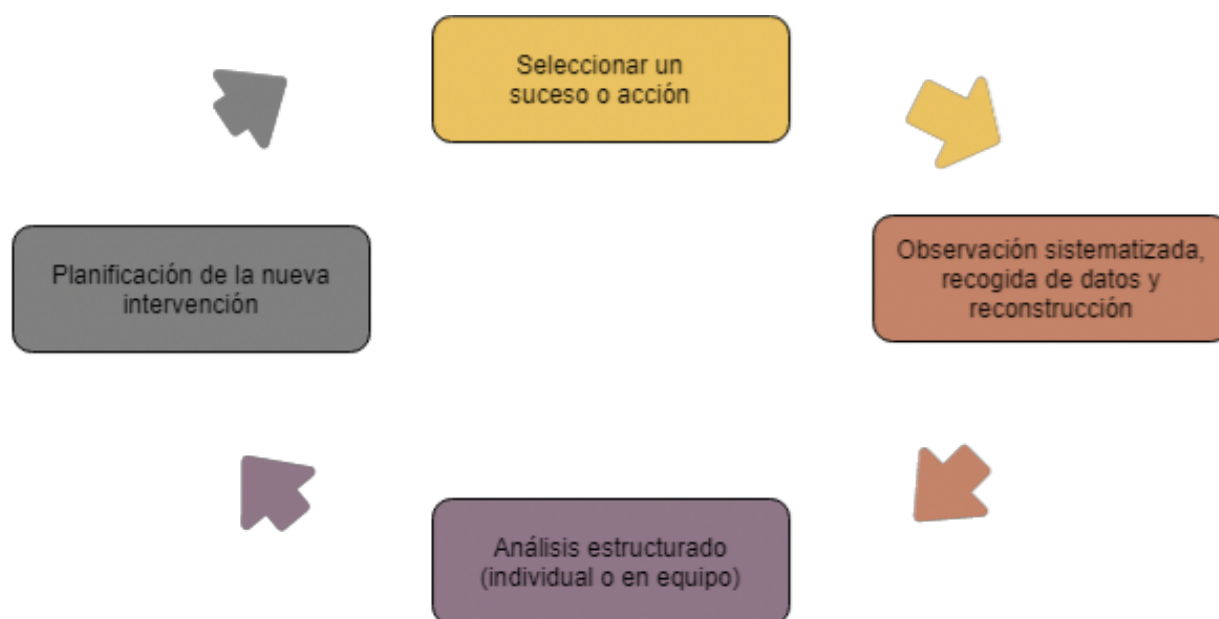 Seleccionar un
suceso o acción
Observación sistematizada,
recogida de datos y
reconstrucción
Análisis estructurado
(individual o en equipo)
Planificación de la nueva
intervención